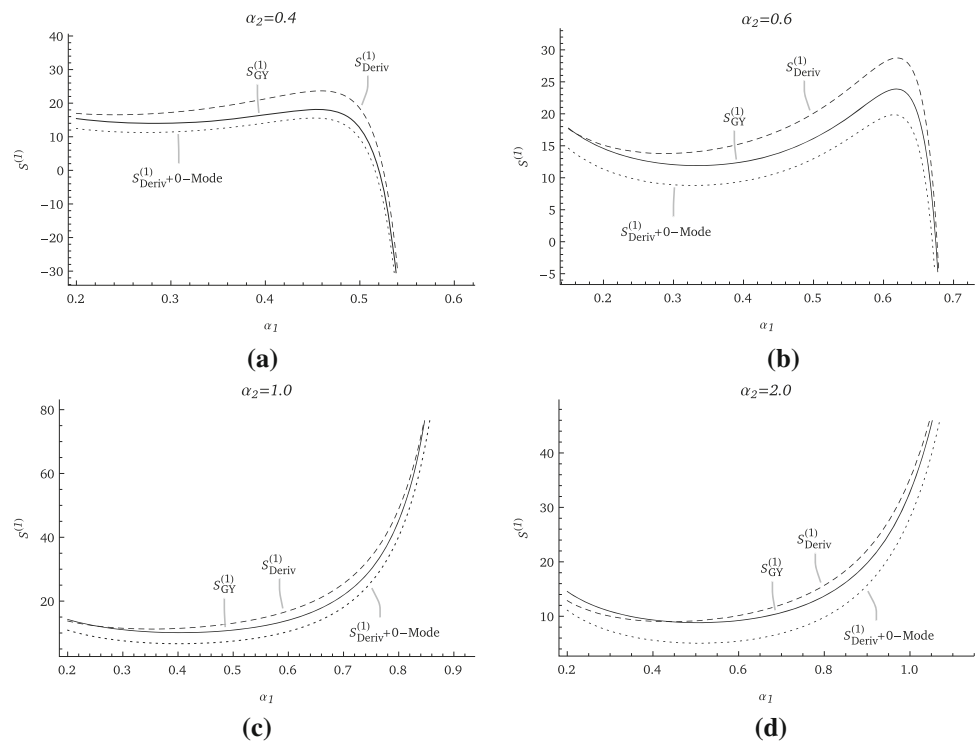 α2=0.4
S(1)
40
30
20
10
0
−10
−20
−30
S(1)GY
S(1)Deriv
S(1)Deriv+0−Mode
0.2 0.3 0.4 0.5 0.6
α1
(a)
α2=0.6
S(1)
30
25
20
15
10
5
0
−5
S(1)Deriv
S(1)GY
S(1)Deriv+0−Mode
0.2 0.3 0.4 0.5 0.6 0.7
α1
(b)
α2=1.0
S(1)
80
60
40
20
S(1)GY
S(1)Deriv
S(1)Deriv+0−Mode
0.2 0.3 0.4 0.5 0.6 0.7 0.8 0.9
α1
(c)
α2=2.0
S(1)
40
30
20
10
S(1)GY
S(1)Deriv
S(1)Deriv+0−Mode
0.2 0.4 0.6 0.8 1.0
α1
(d)